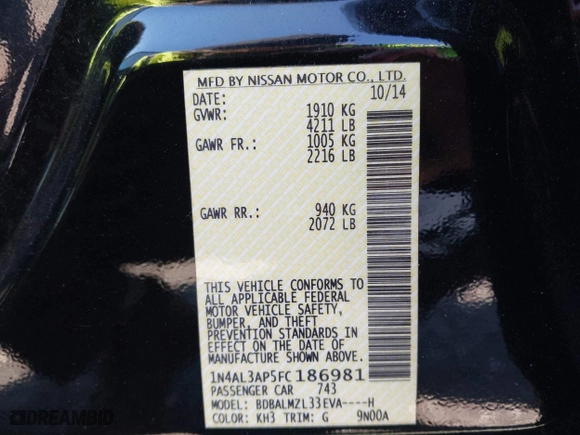 MFD BY NISSAN MOTOR CO., LTD.
DATE: 10/14
GVWR: 1910 KG
4211 LB
GAWR FR.: 1005 KG
2216 LB
GAWR RR.: 940 KG
2072 LB
THIS VEHICLE CONFORMS TO
ALL APPLICABLE FEDERAL
MOTOR VEHICLE SAFETY,
BUMPER, AND THEFT
PREVENTION STANDARDS IN
EFFECT ON THE DATE OF
MANUFACTURE SHOWN ABOVE.
1N4AL3AP5FC186981
PASSENGER CAR 743
MODEL: BDBALMZL33EVA----H
COLOR: KH3 TRIM: G 9N00A
DREAMBID